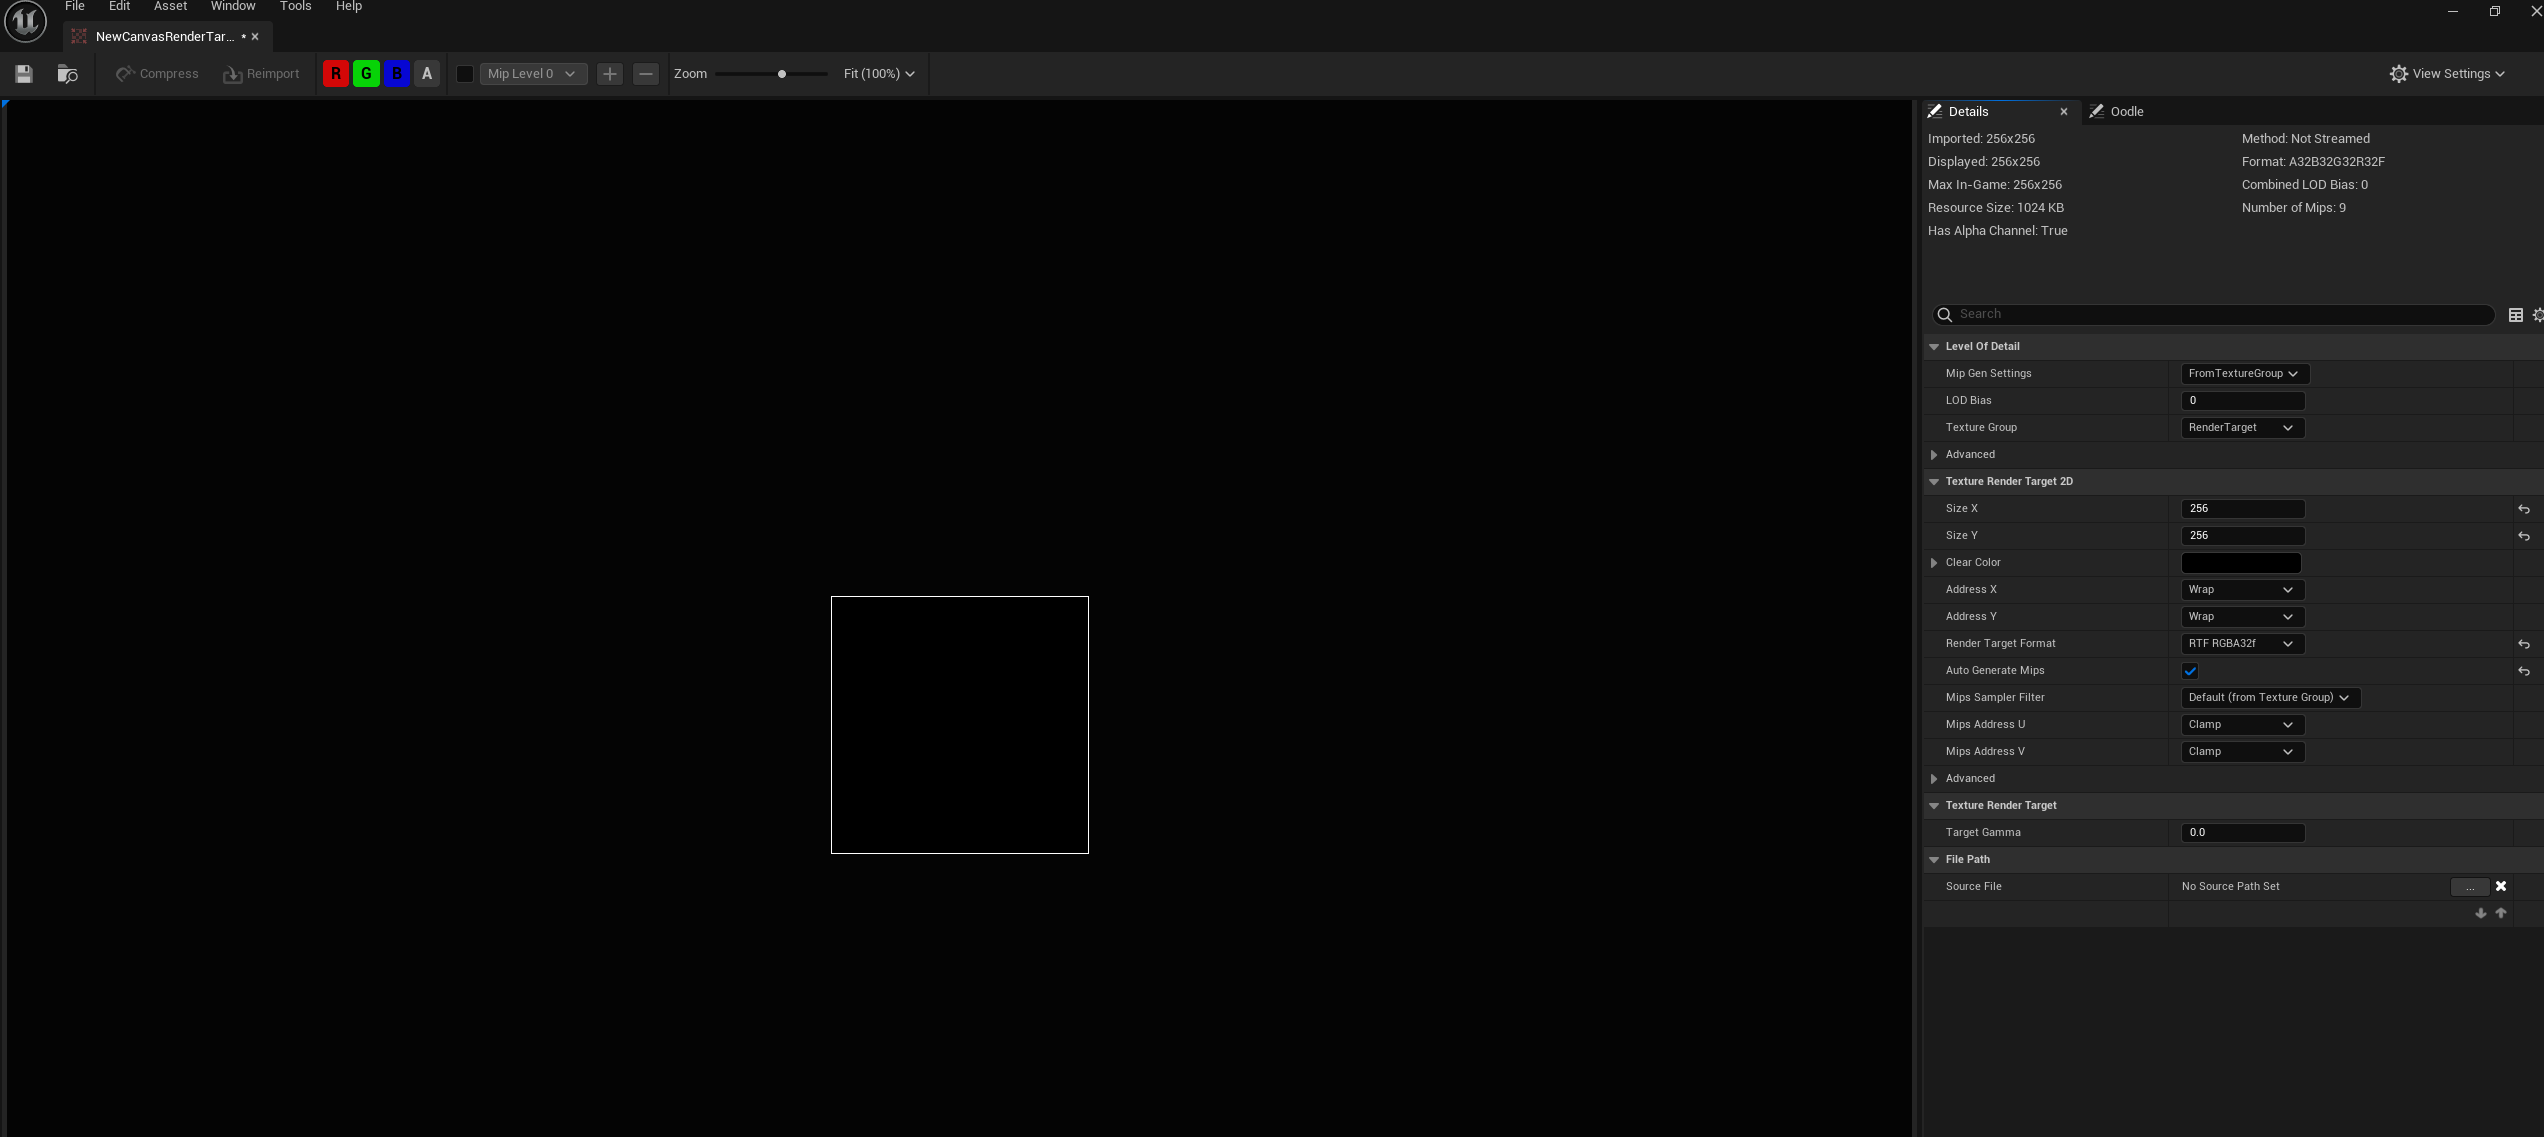 File Edit Asset Window Tools Help
NewCanvasRenderTar... *
Compress Reimport R G B A Mip Level 0 Zoom Fit (100%) View Settings
Details Oodle
Imported: 256x256 Method: Not Streamed
Displayed: 256x256 Format: A32B32G32R32F
Max In-Game: 256x256 Combined LOD Bias: 0
Resource Size: 1024 KB Number of Mips: 9
Has Alpha Channel: True
Search
Level Of Detail
Mip Gen Settings FromTextureGroup
LOD Bias 0
Texture Group RenderTarget
Advanced
Texture Render Target 2D
Size X 256
Size Y 256
Clear Color
Address X Wrap
Address Y Wrap
Render Target Format RTF RGBA32f
Auto Generate Mips
Mips Sampler Filter Default (from Texture Group)
Mips Address U Clamp
Mips Address V Clamp
Advanced
Texture Render Target
Target Gamma 0.0
File Path
Source File No Source Path Set ...